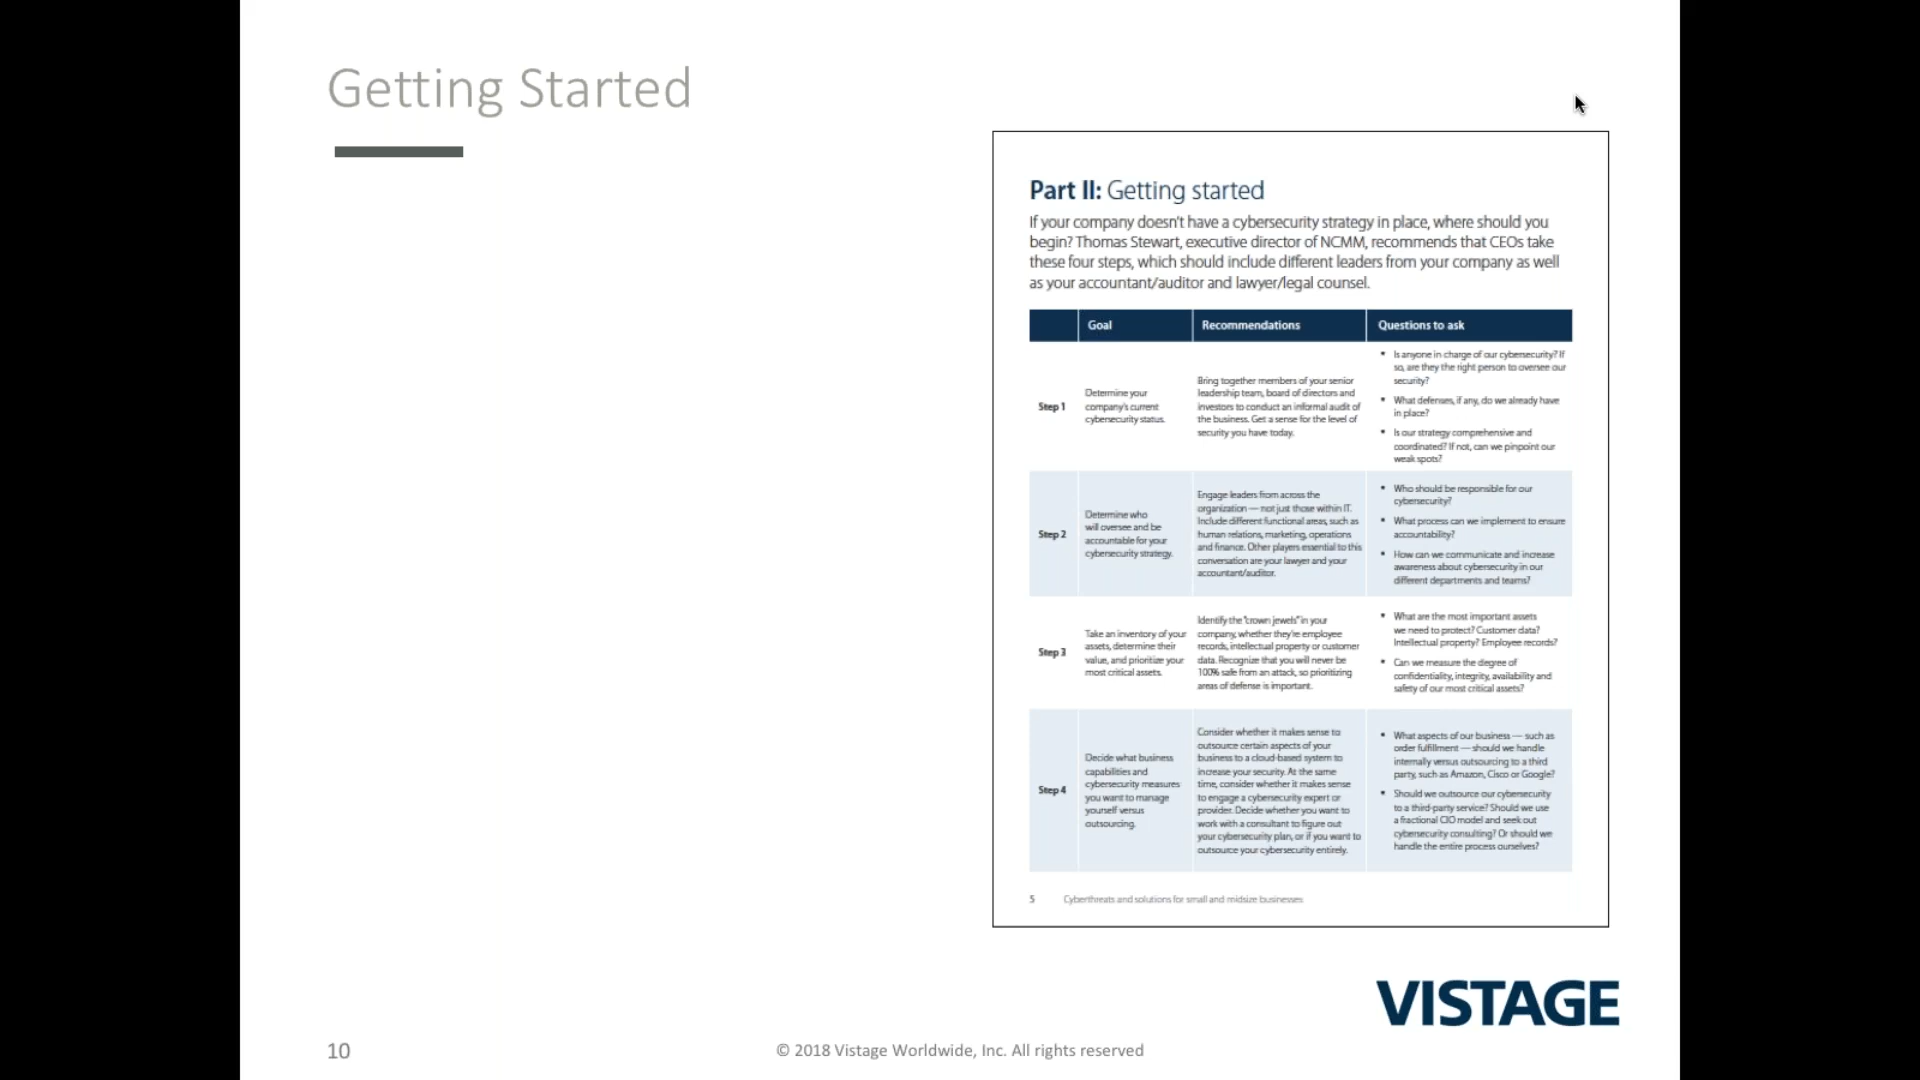 Getting Started
Part II: Getting started
If your company doesn't have a cybersecurity strategy in place, where should you
begin? Thomas Stewart, executive director of NCMM, recommends that CEOs take
these four steps, which should include different leaders from your company as well
as your accountant/auditor and lawyer/legal counsel.
Goal
Recommendations
Questions to ask
Step 1
Determine your
company's current
cybersecurity status.
Bring together members of your senior
leadership team, board of directors and
investors to conduct an informal audit of
the business. Get a sense for the level of
security you have today.
▪ Is anyone in charge of our cybersecurity? If
so, are they the right person to oversee our
security?
▪ What defenses, if any, do we already have
in place?
▪ Is our strategy comprehensive and
coordinated? If not, can we pinpoint our
weak spots?
Step 2
Determine who
will oversee and be
accountable for your
cybersecurity strategy.
Engage leaders from across the
organization — not just those within IT.
Include different functional areas, such as
human relations, marketing, operations
and finance. Other players essential to this
conversation are your lawyer and your
accountant/auditor.
▪ Who should be responsible for our
cybersecurity?
▪ What process can we implement to ensure
accountability?
▪ How can we communicate and increase
awareness about cybersecurity in our
different departments and teams?
Step 3
Take an inventory of your
assets, determine their
value, and prioritize your
most critical assets.
Identify the "crown jewels" in your
company, whether they're employee
records, intellectual property or customer
data. Recognize that you will never be
100% safe from an attack, so prioritizing
areas of defense is important.
▪ What are the most important assets
we need to protect? Customer data?
Intellectual property? Employee records?
▪ Can we measure the degree of
confidentiality, integrity, availability and
safety of our most critical assets?
Step 4
Decide what business
capabilities and
cybersecurity measures
you want to manage
yourself versus
outsourcing.
Consider whether it makes sense to
outsource certain aspects of your
business to a cloud-based system to
increase your security. At the same
time, consider whether it makes sense
to engage a cybersecurity expert or
provider. Decide whether you want to
work with a consultant to figure out
your cybersecurity plan, or if you want to
outsource your cybersecurity entirely.
▪ What aspects of our business — such as
order fulfillment — should we handle
internally versus outsourcing to a third
party, such as Amazon, Cisco or Google?
▪ Should we outsource our cybersecurity
to a third-party service? Should we use
a fractional CIO model and seek out
cybersecurity consulting? Or should we
handle the entire process ourselves?
5 Cyberthreats and solutions for small and midsize businesses
VISTAGE
10
© 2018 Vistage Worldwide, Inc. All rights reserved